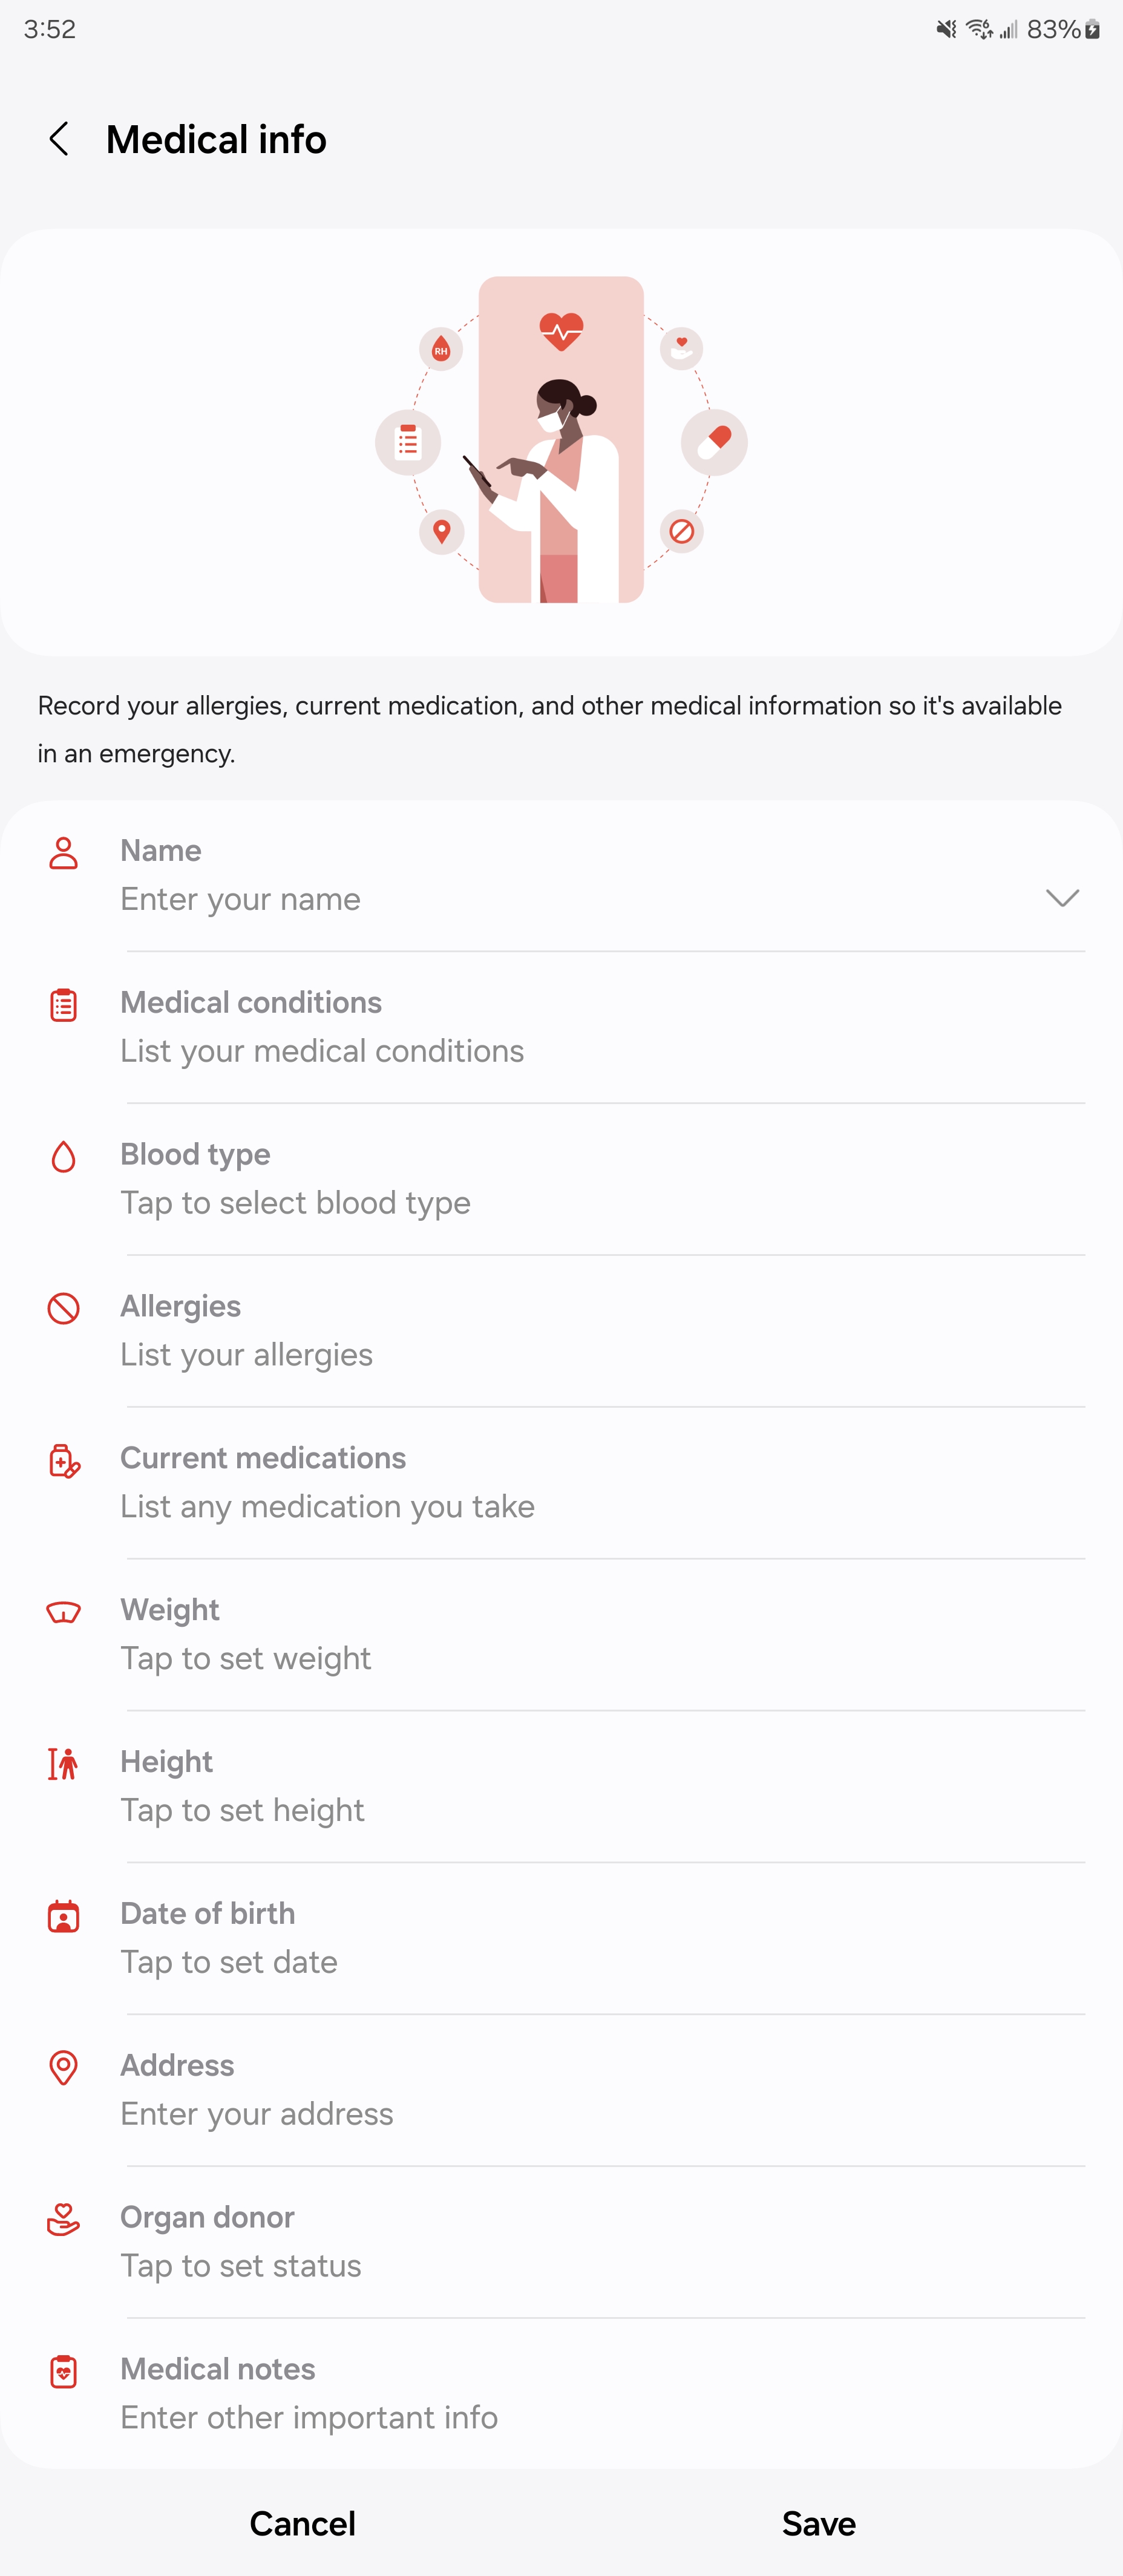 3:52
83%
Medical info
RH
Record your allergies, current medication, and other medical information so it's available
in an emergency.
Name
Enter your name
Medical conditions
List your medical conditions
Blood type
Tap to select blood type
Allergies
List your allergies
Current medications
List any medication you take
Weight
Tap to set weight
Height
Tap to set height
Date of birth
Tap to set date
Address
Enter your address
Organ donor
Tap to set status
Medical notes
Enter other important info
Cancel
Save